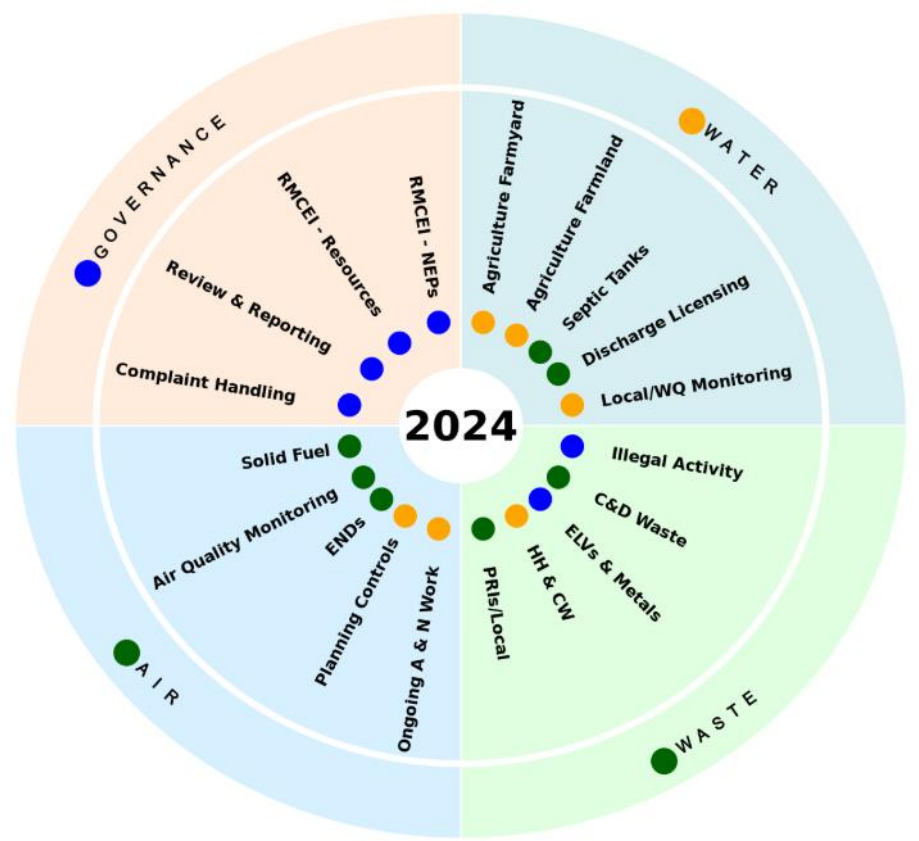 GOVERNANCE
WATER
RMCEI - NEPs
RMCEI - Resources
Review & Reporting
Complaint Handling
Agriculture Farmyard
Agriculture Farmland
Septic Tanks
Discharge Licensing
Local/WQ Monitoring
2024
Solid Fuel
Air Quality Monitoring
ENDs
Planning Controls
Ongoing A & N Work
Illegal Activity
C&D Waste
ELVs & Metals
HH & CW
PRIs/Local
AIR
WASTE